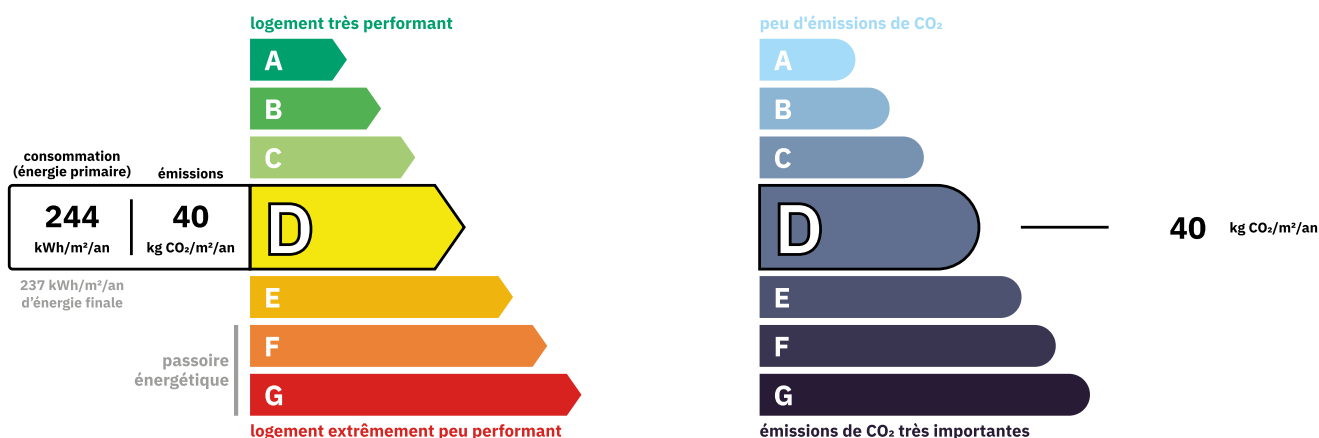 logement très performant
A
B
C
consommation
(énergie primaire)
émissions
244
kWh/m²/an
40
kg CO₂/m²/an
D
237 kWh/m²/an
d'énergie finale
E
F
passoire
énergétique
G
logement extrêmement peu performant
peu d'émissions de CO₂
A
B
C
D
40 kg CO₂/m²/an
E
F
G
émissions de CO₂ très importantes